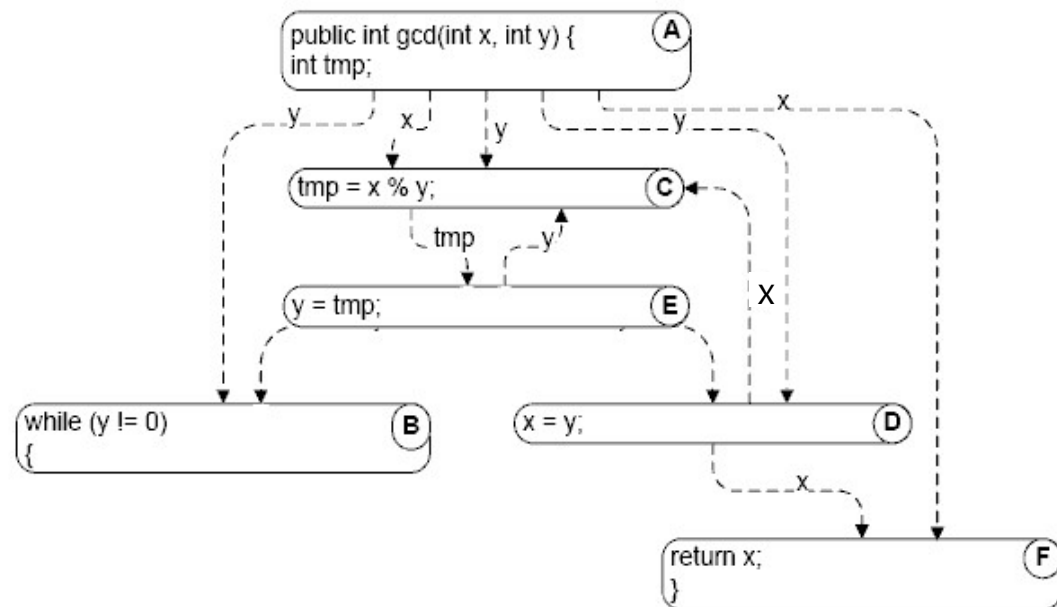 public int gcd(int x, int y) {
int tmp;
A
y
x
y
y
x
tmp = x % y;
C
tmp
y
x
y = tmp;
E
while (y != 0)
{
B
x = y;
D
x
return x;
}
F